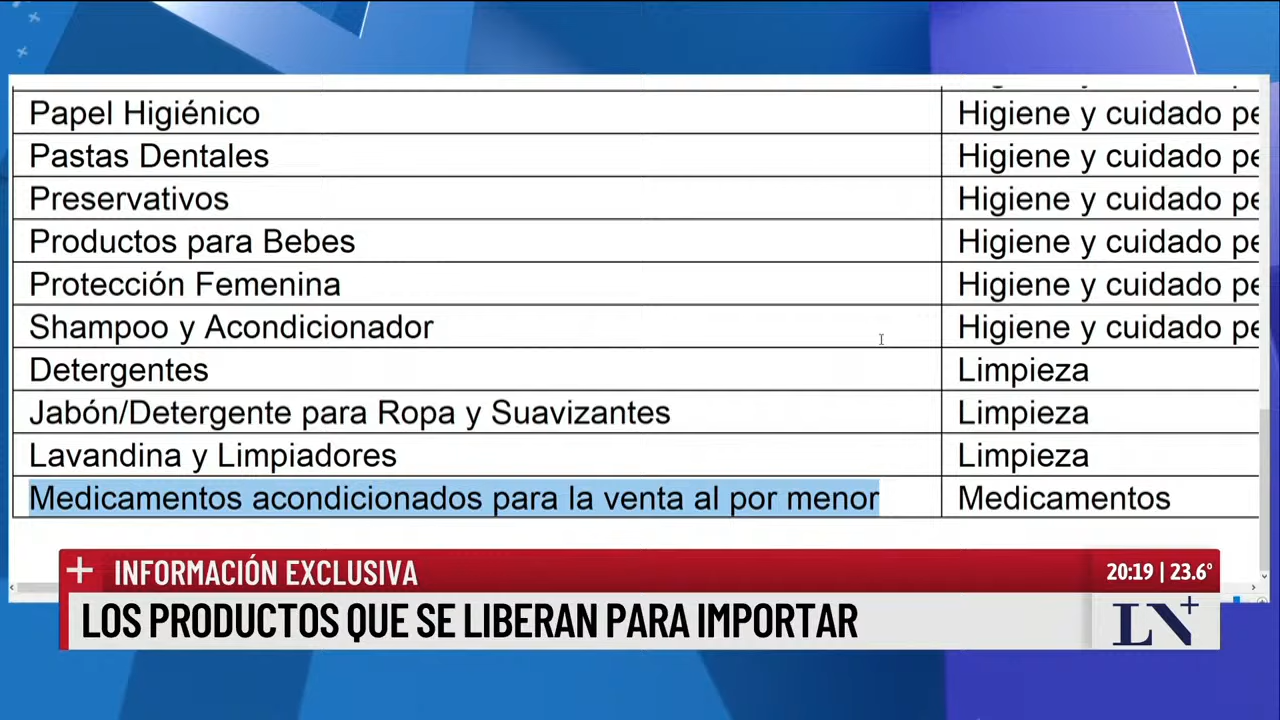 Papel Higiénico Higiene y cuidado pe
Pastas Dentales Higiene y cuidado pe
Preservativos Higiene y cuidado pe
Productos para Bebes Higiene y cuidado pe
Protección Femenina Higiene y cuidado pe
Shampoo y Acondicionador Higiene y cuidado pe
Detergentes Limpieza
Jabón/Detergente para Ropa y Suavizantes Limpieza
Lavandina y Limpiadores Limpieza
Medicamentos acondicionados para la venta al por menor Medicamentos
+ INFORMACIÓN EXCLUSIVA 20:19 | 23.6°
LOS PRODUCTOS QUE SE LIBERAN PARA IMPORTAR LN+